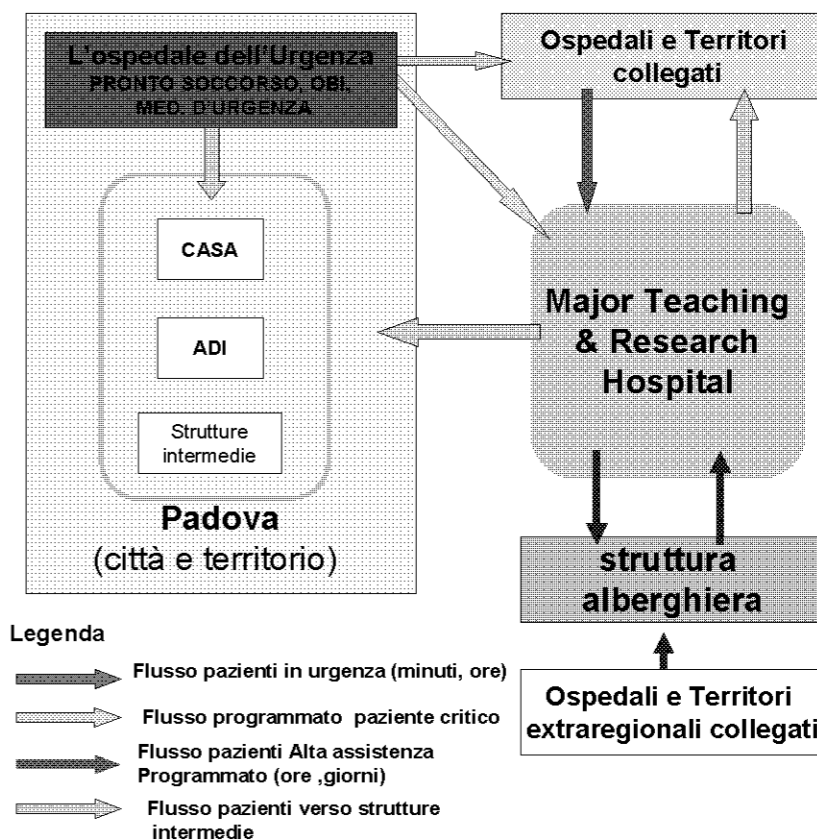 L'ospedale dell'Urgenza
PRONTO SOCCORSO, OBI,
MED. D'URGENZA
CASA
ADI
Strutture
intermedie
Padova
(città e territorio)
Ospedali e Territori
collegati
Major Teaching
& Research
Hospital
struttura
alberghiera
Ospedali e Territori
extraregionali collegati
Legenda
Flusso pazienti in urgenza (minuti, ore)
Flusso programmato paziente critico
Flusso pazienti Alta assistenza
Programmato (ore ,giorni)
Flusso pazienti verso strutture
intermedie